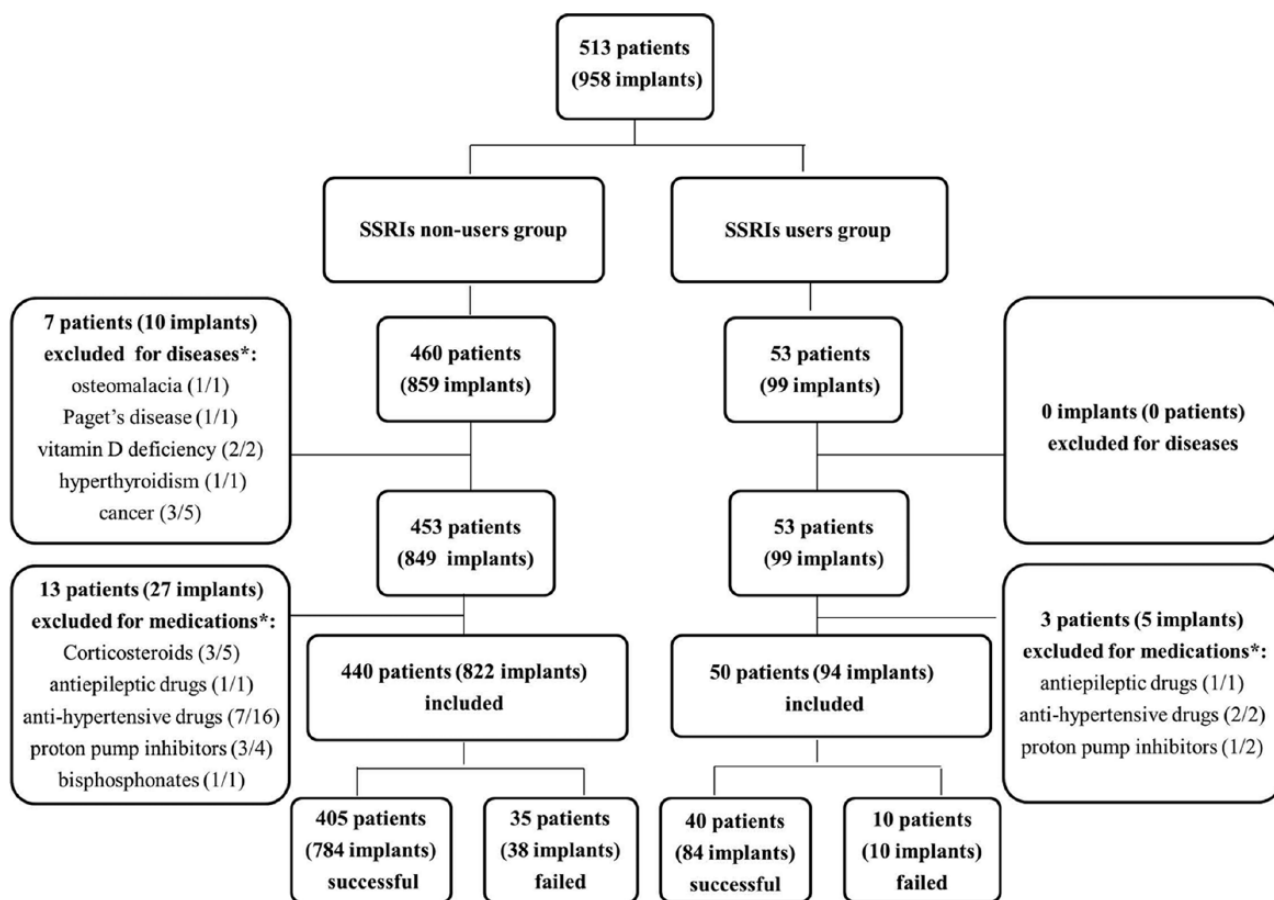 513 patients
(958 implants)
SSRIs non-users group
SSRIs users group
7 patients (10 implants)
excluded for diseases*:
osteomalacia (1/1)
Paget's disease (1/1)
vitamin D deficiency (2/2)
hyperthyroidism (1/1)
cancer (3/5)
460 patients
(859 implants)
53 patients
(99 implants)
0 implants (0 patients)
excluded for diseases
453 patients
(849 implants)
53 patients
(99 implants)
13 patients (27 implants)
excluded for medications*:
Corticosteroids (3/5)
antiepileptic drugs (1/1)
anti-hypertensive drugs (7/16)
proton pump inhibitors (3/4)
bisphosphonates (1/1)
440 patients (822 implants)
included
50 patients (94 implants)
included
3 patients (5 implants)
excluded for medications*:
antiepileptic drugs (1/1)
anti-hypertensive drugs (2/2)
proton pump inhibitors (1/2)
405 patients
(784 implants)
successful
35 patients
(38 implants)
failed
40 patients
(84 implants)
successful
10 patients
(10 implants)
failed